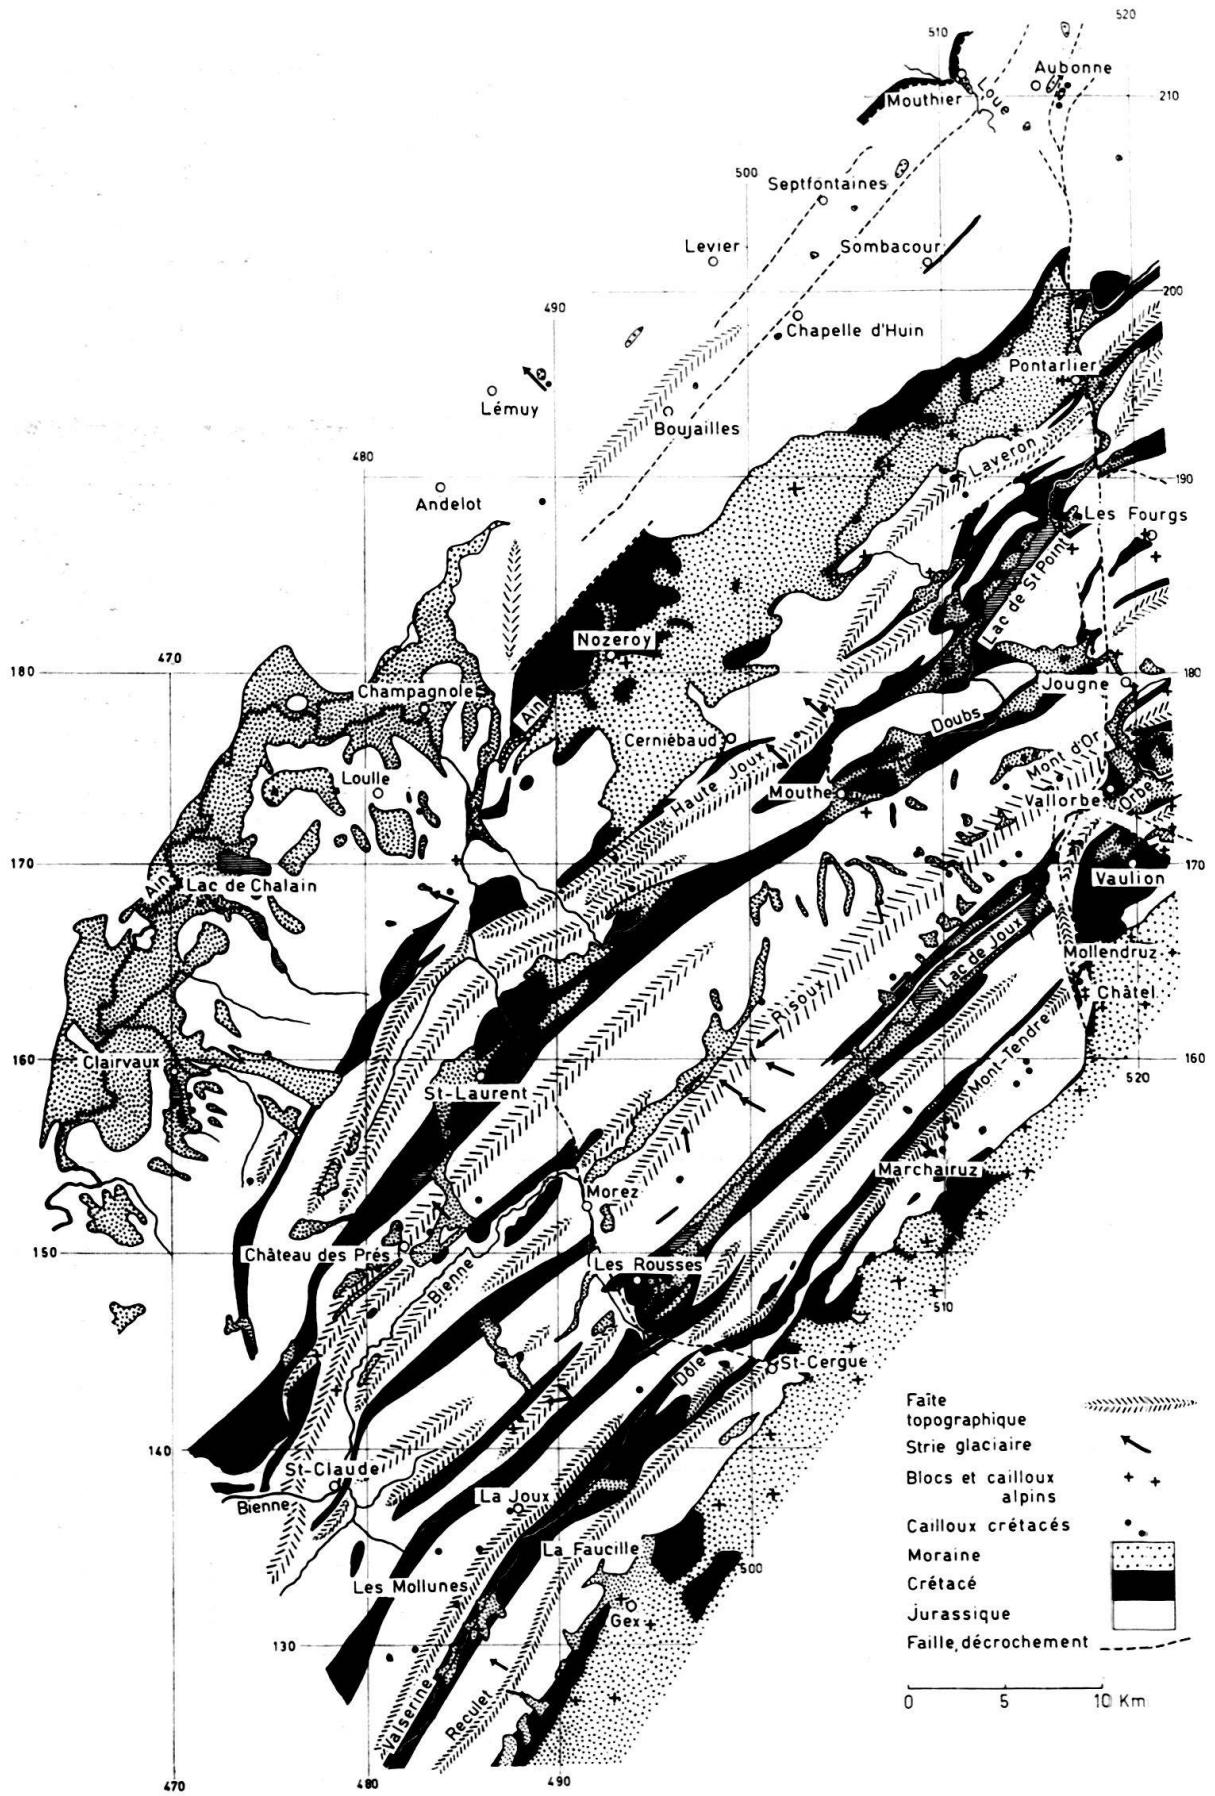 520
510
Aubonne
210
Mouthier
Loue
500
Septfontaines
Levier
Sombacour
200
490
Chapelle d'Huin
Pontarlier
Lémuy
Boujailles
Laveron
480
190
Andelot
Les Fourgs
Lac de St Point
Nozeroy
470
180
180
Champagnole
Jougne
Ain
Doubs
Cerniébaud
Mont d'Or
Loulle
Haute Joux
Mouthe
Vallorbe
Orbe
170
170
Ain
Lac de Chalain
Vaulion
Lac de Joux
Mollendruz
Risoux
Châtel
160
160
Clairvaux
Mont-Tendre
520
St-Laurent
Marchairuz
Morez
150
Château des Prés
Bienne
Les Rousses
510
St-Cergue
Dôle
Faîte
topographique
Strie glaciaire
Blocs et cailloux
alpins
Cailloux crétacés
Moraine
Crétacé
Jurassique
Faille, décrochement
0 5 10 Km
140
St-Claude
Bienne
La Joux
La Faucille
500
Les Mollunes
Gex
130
Valserine
Reculet
470
480
490